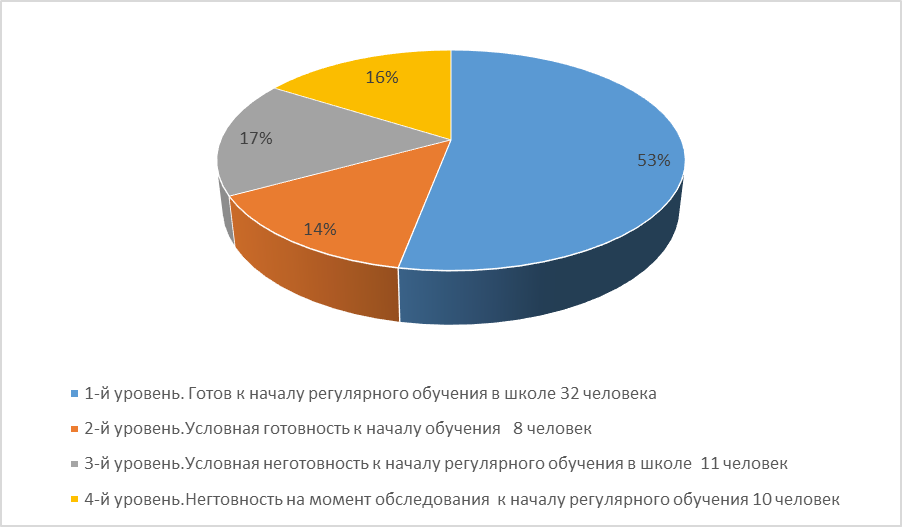 16%
17%
53%
14%
1-й уровень. Готов к началу регулярного обучения в школе 32 человека
2-й уровень.Условная готовность к началу обучения   8 человек
3-й уровень.Условная неготовность к началу регулярного обучения в школе  11 человек
4-й уровень.Негтовность на момент обследования  к началу регулярного обучения 10 человек